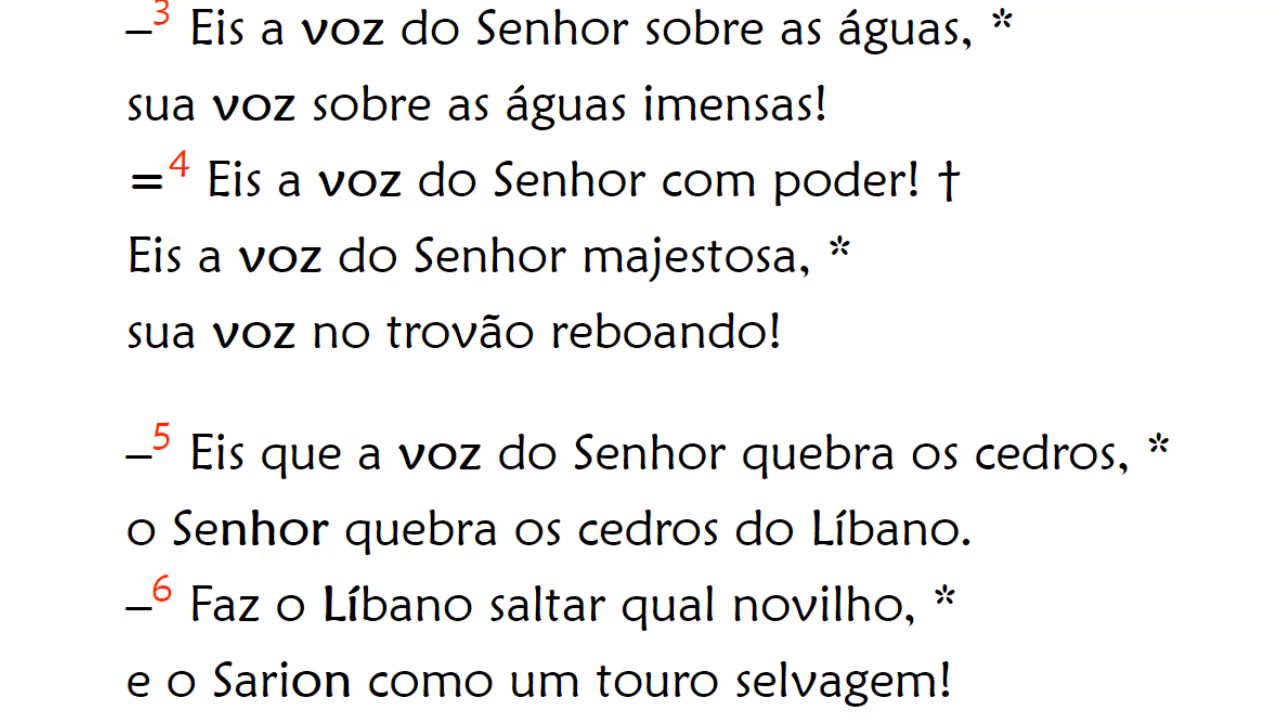 –3 Eis a voz do Senhor sobre as águas, *
sua voz sobre as águas imensas!
=4 Eis a voz do Senhor com poder! †
Eis a voz do Senhor majestosa, *
sua voz no trovão reboando!
–5 Eis que a voz do Senhor quebra os cedros, *
o Senhor quebra os cedros do Líbano.
–6 Faz o Líbano saltar qual novilho, *
e o Sarion como um touro selvagem!